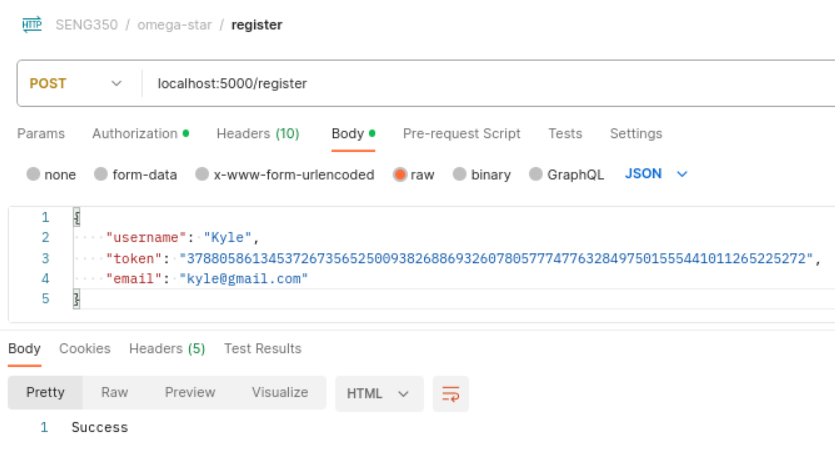 HTTP SENG350 / omega-star / register
POST localhost:5000/register
Params Authorization Headers (10) Body Pre-request Script Tests Settings
none form-data x-www-form-urlencoded raw binary GraphQL JSON
1 {
2 "username": "Kyle",
3 "token": "37880586134537267356525009382688693260780577747763284975015554410112652252​72",
4 "email": "kyle@gmail.com"
5 }
Body Cookies Headers (5) Test Results
Pretty Raw Preview Visualize HTML
1 Success